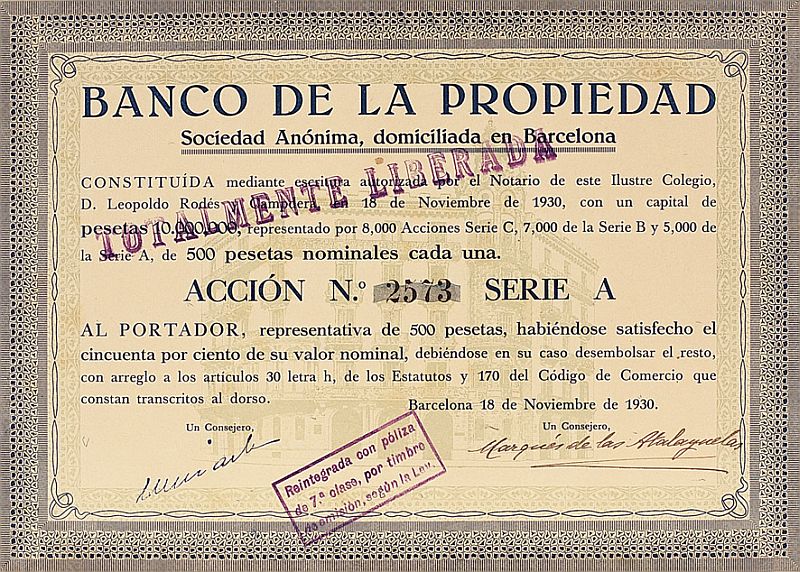 BANCO DE LA PROPIEDAD
Sociedad Anónima, domiciliada en Barcelona
TOTALMENTE LIBERADA
CONSTITUÍDA mediante escritura autorizada por el Notario de este Ilustre Colegio,
D. Leopoldo Rodés y Campderá, en 18 de Noviembre de 1930, con un capital de
pesetas 10.000.000, representado por 8,000 Acciones Serie C, 7,000 de la Serie B y 5,000 de
la Serie A, de 500 pesetas nominales cada una.
ACCIÓN N.º 2573 SERIE A
AL PORTADOR, representativa de 500 pesetas, habiéndose satisfecho el
cincuenta por ciento de su valor nominal, debiéndose en su caso desembolsar el resto,
con arreglo a los artículos 30 letra h, de los Estatutos y 170 del Código de Comercio que
constan transcritos al dorso.
Barcelona 18 de Noviembre de 1930.
Un Consejero,
Un Consejero,
Marqués de las Atalayuelas
Reintegrada con póliza
de 7.ª clase, por timbre
de emisión, según la Ley.